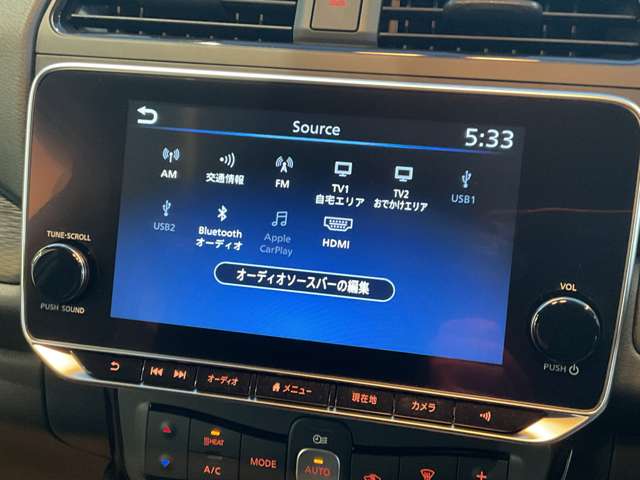 Source
5:33
AM
交通情報
FM
TV1
自宅エリア
TV2
おでかけエリア
USB1
USB2
Bluetooth
オーディオ
Apple
CarPlay
HDMI
オーディオソースバーの編集
TUNE·SCROLL
PUSH SOUND
VOL
PUSH
オーディオ
メニュー
現在地
カメラ
HEAT
A/C
MODE
AUTO